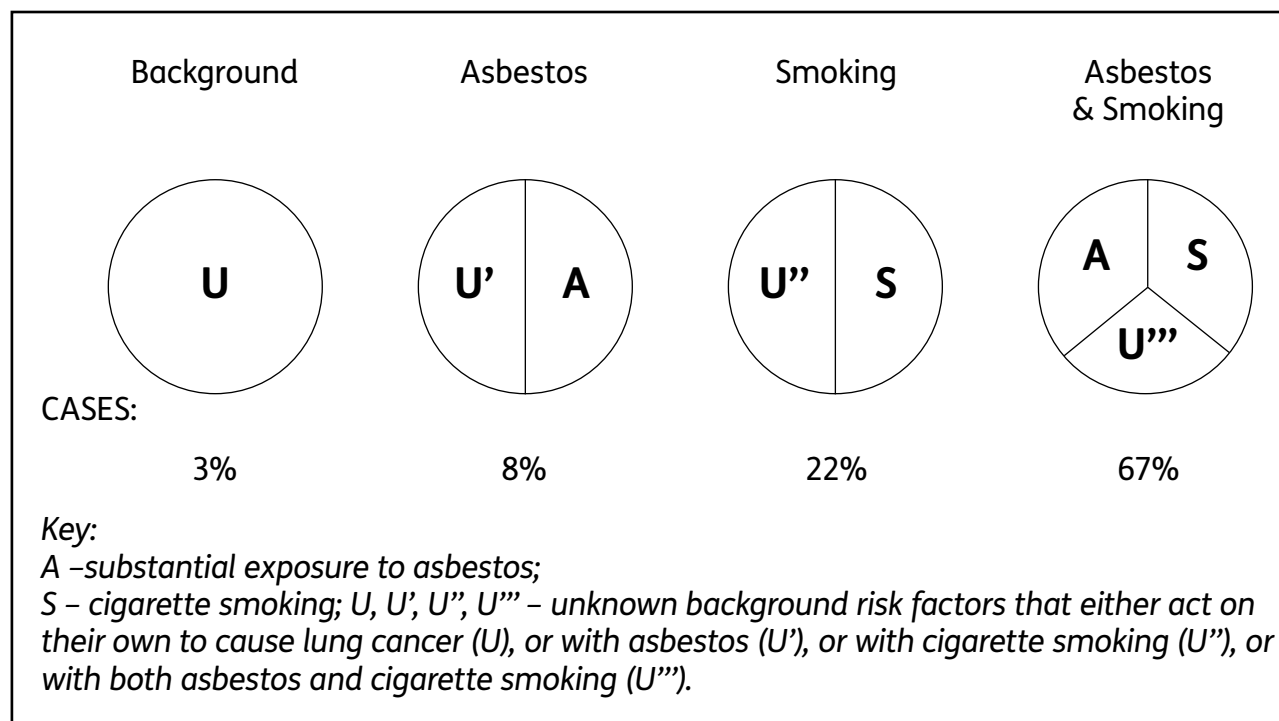 Background Asbestos Smoking Asbestos
& Smoking
U U’ A U’’ S A S
U’’’
CASES:
3% 8% 22% 67%
Key:
A –substantial exposure to asbestos;
S – cigarette smoking; U, U’, U’’, U’’’ – unknown background risk factors that either act on
their own to cause lung cancer (U), or with asbestos (U’), or with cigarette smoking (U’’), or
with both asbestos and cigarette smoking (U’’’).